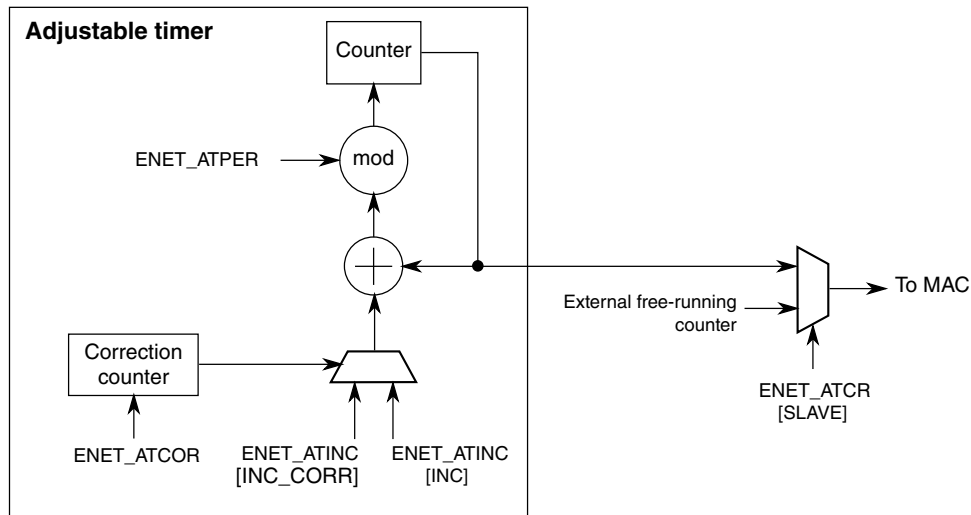 Adjustable timer
Counter
ENET_ATPER
mod
External free-running
counter
To MAC
Correction
counter
ENET_ATCR
[SLAVE]
ENET_ATCOR
ENET_ATINC
[INC_CORR]
ENET_ATINC
[INC]